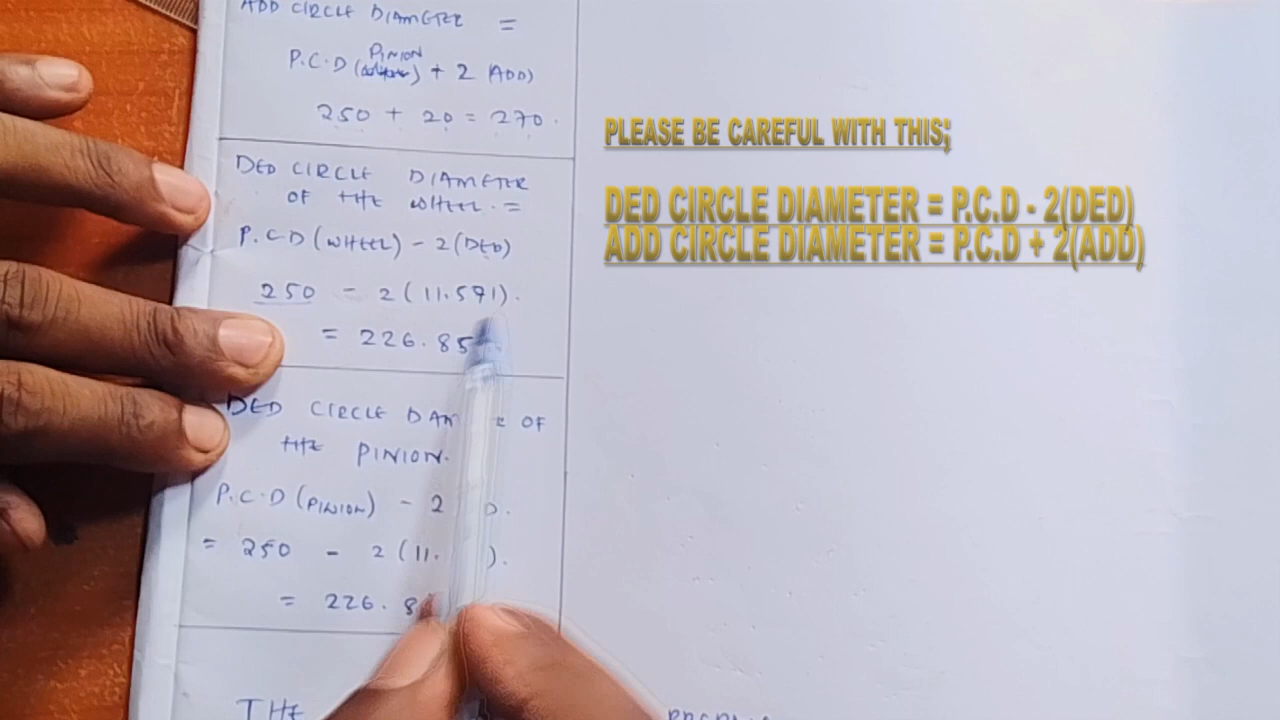 ADD CIRCLE DIAMETER =
PINION
P.C.D ( ) + 2 (ADD)
250 + 20 = 270.
DED CIRCLE DIAMETER
OF THE WHEEL =
P.C.D (WHEEL) - 2 (DED)
250 - 2 (11.571).
= 226.85
DED CIRCLE OF
THE PINION.
P.C.D (PINION) - 2 D.
= 250 - 2 (11. ).
= 226.8
THE
PLEASE BE CAREFUL WITH THIS;
DED CIRCLE DIAMETER = P.C.D - 2(DED)
ADD CIRCLE DIAMETER = P.C.D + 2(ADD)